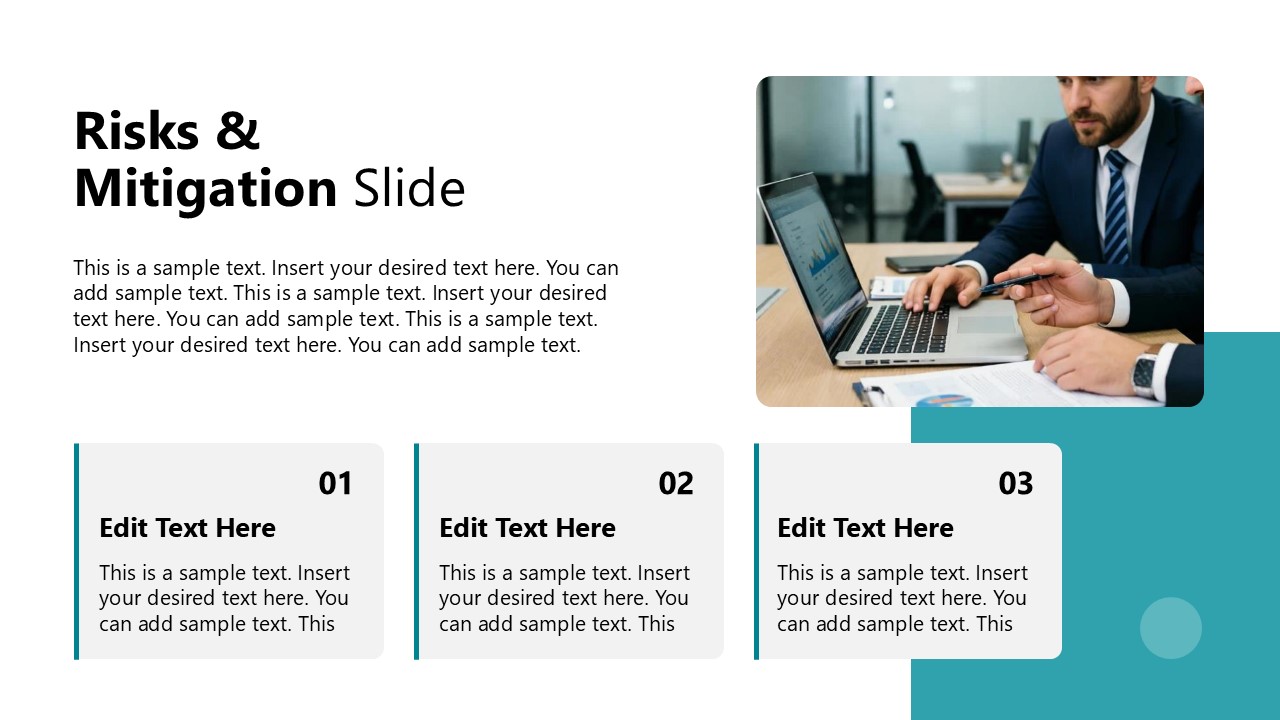 Risks &
Mitigation Slide
This is a sample text. Insert your desired text here. You can
add sample text. This is a sample text. Insert your desired
text here. You can add sample text. This is a sample text.
Insert your desired text here. You can add sample text.
01
Edit Text Here
This is a sample text. Insert
your desired text here. You
can add sample text. This
02
Edit Text Here
This is a sample text. Insert
your desired text here. You
can add sample text. This
03
Edit Text Here
This is a sample text. Insert
your desired text here. You
can add sample text. This